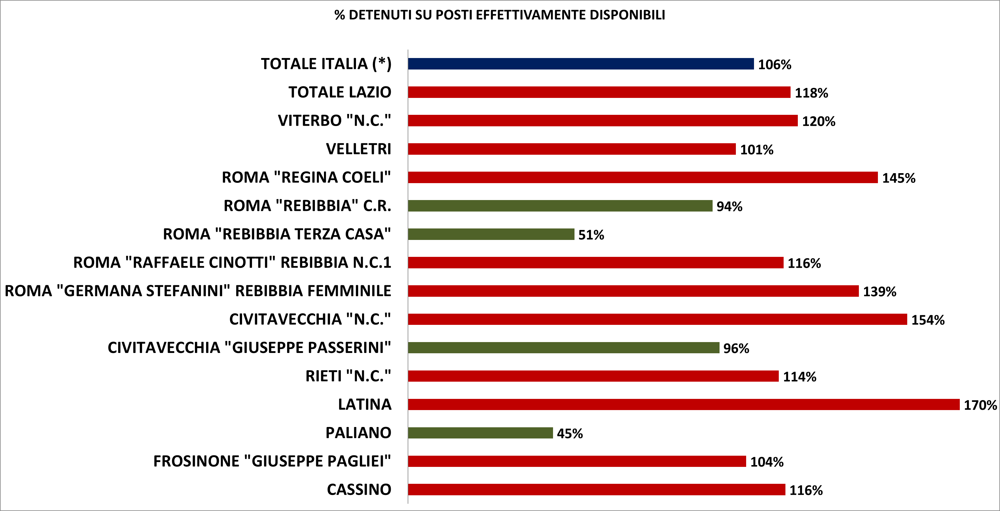 % DETENUTI SU POSTI EFFETTIVAMENTE DISPONIBILI
TOTALE ITALIA (*) 106%
TOTALE LAZIO 118%
VITERBO "N.C." 120%
VELLETRI 101%
ROMA "REGINA COELI" 145%
ROMA "REBIBBIA" C.R. 94%
ROMA "REBIBBIA TERZA CASA" 51%
ROMA "RAFFAELE CINOTTI" REBIBBIA N.C.1 116%
ROMA "GERMANA STEFANINI" REBIBBIA FEMMINILE 139%
CIVITAVECCHIA "N.C." 154%
CIVITAVECCHIA "GIUSEPPE PASSERINI" 96%
RIETI "N.C." 114%
LATINA 170%
PALIANO 45%
FROSINONE "GIUSEPPE PAGLIEI" 104%
CASSINO 116%